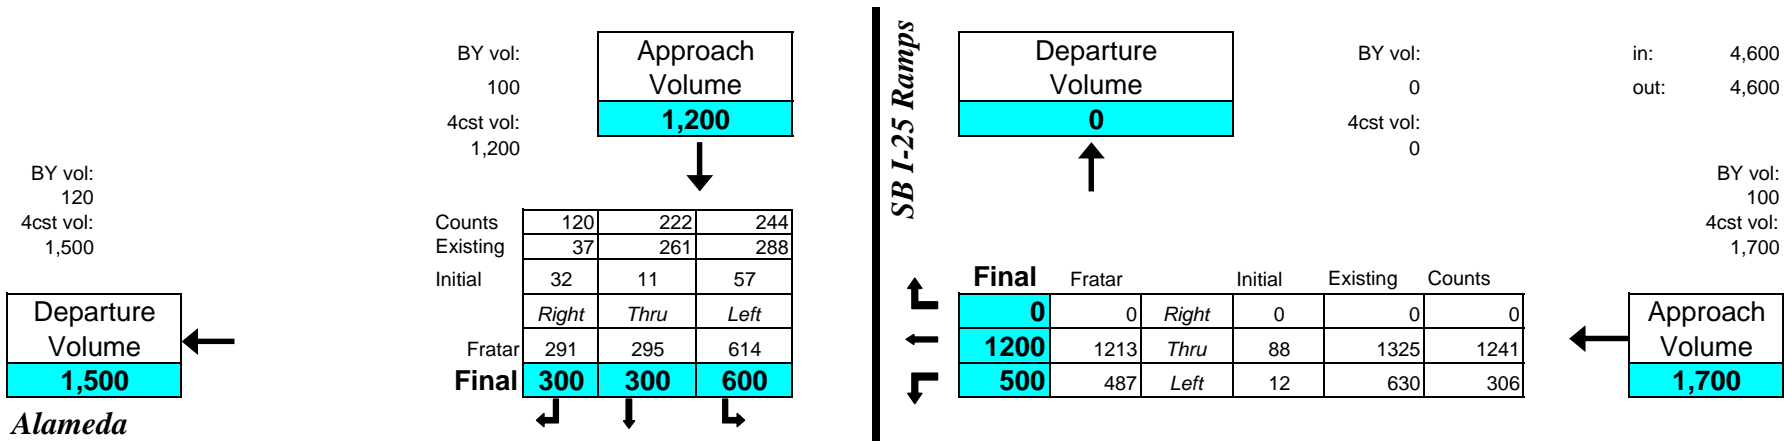 BY vol:
100
4cst vol:
1,200
Approach
Volume
1,200
SB I-25 Ramps
Departure
Volume
0
BY vol:
0
4cst vol:
0
in: 4,600
out: 4,600
BY vol:
120
4cst vol:
1,500
BY vol:
100
4cst vol:
1,700
Counts 120 222 244
Existing 37 261 288
Initial 32 11 57
Right Thru Left
Fratar 291 295 614
Final 300 300 600
Departure
Volume
1,500
Alameda
Final Fratar Initial Existing Counts
0 0 Right 0 0 0
1200 1213 Thru 88 1325 1241
500 487 Left 12 630 306
Approach
Volume
1,700